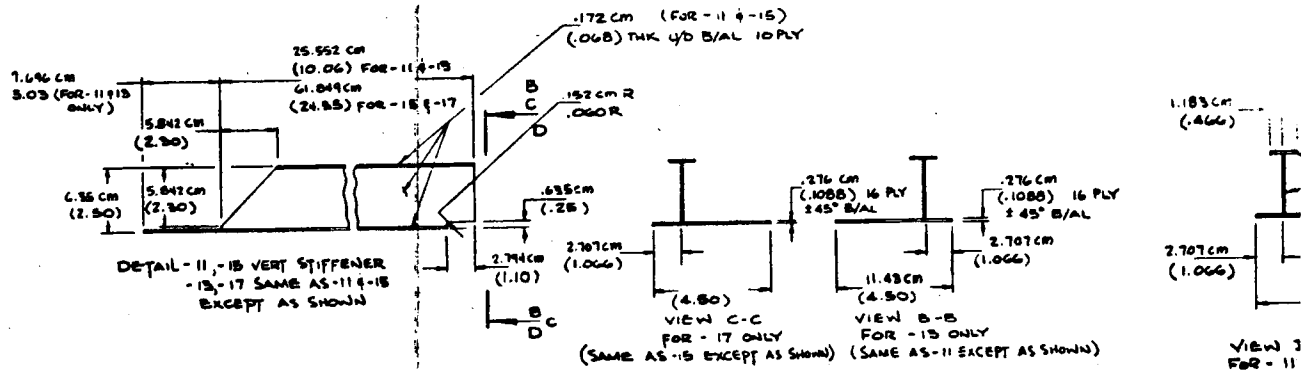 .172 cm (FOR -11 & -15)
(.068) THK U/D B/AL 10 PLY
25.552 cm
(10.06) FOR -11 & -13
61.849cm
(24.35) FOR -15 & -17
7.696 cm
3.03 (FOR -11 & 13
ONLY)
B
C
D
.152 cm R
.060 R
5.842 cm
(2.30)
6.35 cm
(2.50)
5.842 cm
(2.30)
.635cm
(.25)
2.794 cm
(1.10)
DETAIL -11, -15 VERT STIFFENER
-13, -17 SAME AS -11 & -15
EXCEPT AS SHOWN
B
D C
.276 cm
(.1088) 16 PLY
±45° B/AL
2.707 cm
(1.066)
(4.50)
VIEW C-C
FOR -17 ONLY
(SAME AS -15 EXCEPT AS SHOWN)
.276 cm
(.1088) 16 PLY
±45° B/AL
2.707 cm
(1.066)
11.43 cm
(4.50)
VIEW B-B
FOR -13 ONLY
(SAME AS -11 EXCEPT AS SHOWN)
1.183 cm
(.466)
2.707 cm
(1.066)
VIEW
FOR -11